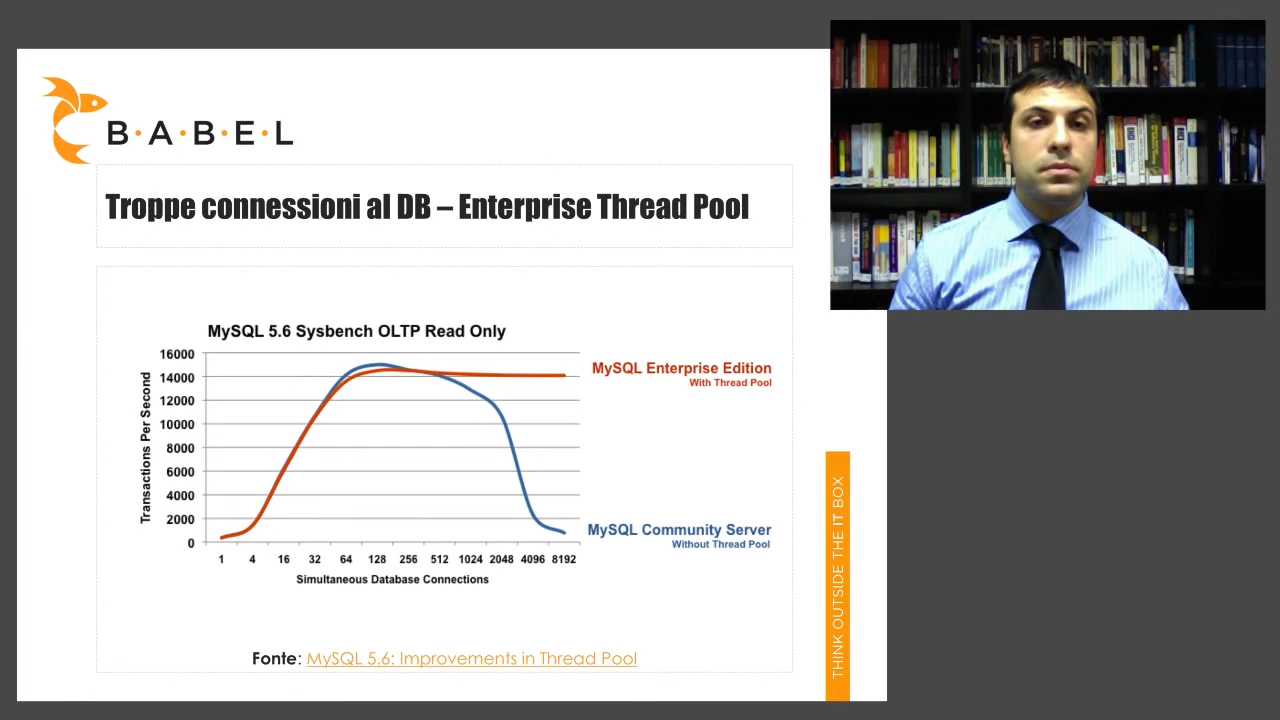 B·A·B·E·L
Troppe connessioni al DB – Enterprise Thread Pool
MySQL 5.6 Sysbench OLTP Read Only
Transactions Per Second
16000
14000
12000
10000
8000
6000
4000
2000
0
1 4 16 32 64 128 256 512 1024 2048 4096 8192
Simultaneous Database Connections
MySQL Enterprise Edition
With Thread Pool
MySQL Community Server
Without Thread Pool
Fonte: MySQL 5.6: Improvements in Thread Pool
THINK OUTSIDE THE IT BOX